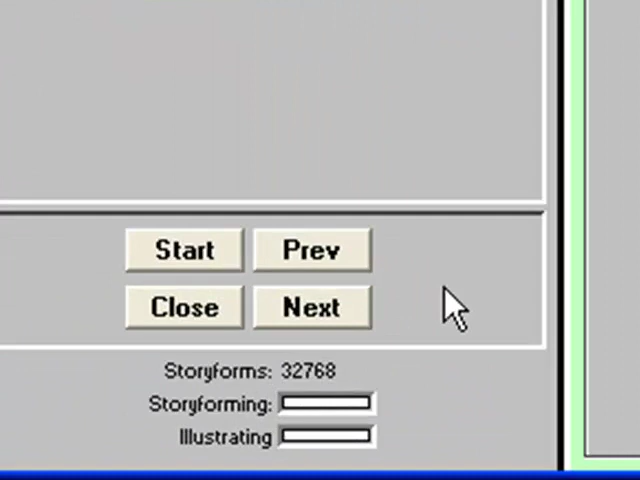 Start Prev
Close Next
Storyforms: 32768
Storyforming:
Illustrating